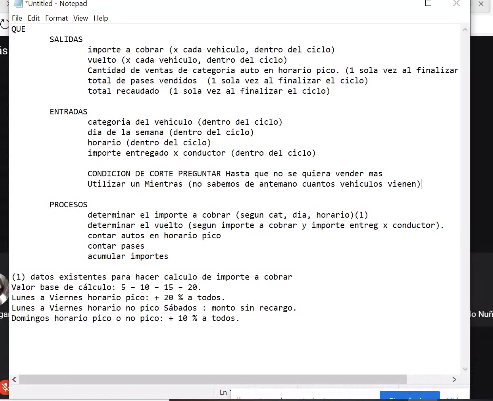 *Untitled - Notepad
File Edit Format View Help
QUE
SALIDAS
importe a cobrar (x cada vehiculo, dentro del ciclo)
vuelto (x cada vehiculo, dentro del ciclo)
Cantidad de ventas de categoria auto en horario pico. (1 sola vez al finalizar
total de pases vendidos (1 sola vez al finalizar el ciclo)
total recaudado (1 sola vez al finalizar el ciclo)
ENTRADAS
categoria del vehiculo (dentro del ciclo)
dia de la semana (dentro del ciclo)
horario (dentro del ciclo)
importe entregado x conductor (dentro del ciclo)
CONDICION DE CORTE PREGUNTAR Hasta que no se quiera vender mas
Utilizar un Mientras (no sabemos de antemano cuantos vehiculos vienen)
PROCESOS
determinar el importe a cobrar (segun cat, dia, horario)(1)
determinar el vuelto (segun importe a cobrar y importe entreg x conductor).
contar autos en horario pico
contar pases
acumular importes
(1) datos existentes para hacer calculo de importe a cobrar
Valor base de cálculo: 5 - 10 - 15 - 20.
Lunes a Viernes horario pico: + 20 % a todos.
Lunes a Viernes horario no pico Sábados : monto sin recargo.
Domingos horario pico o no pico: + 10 % a todos.
Ln